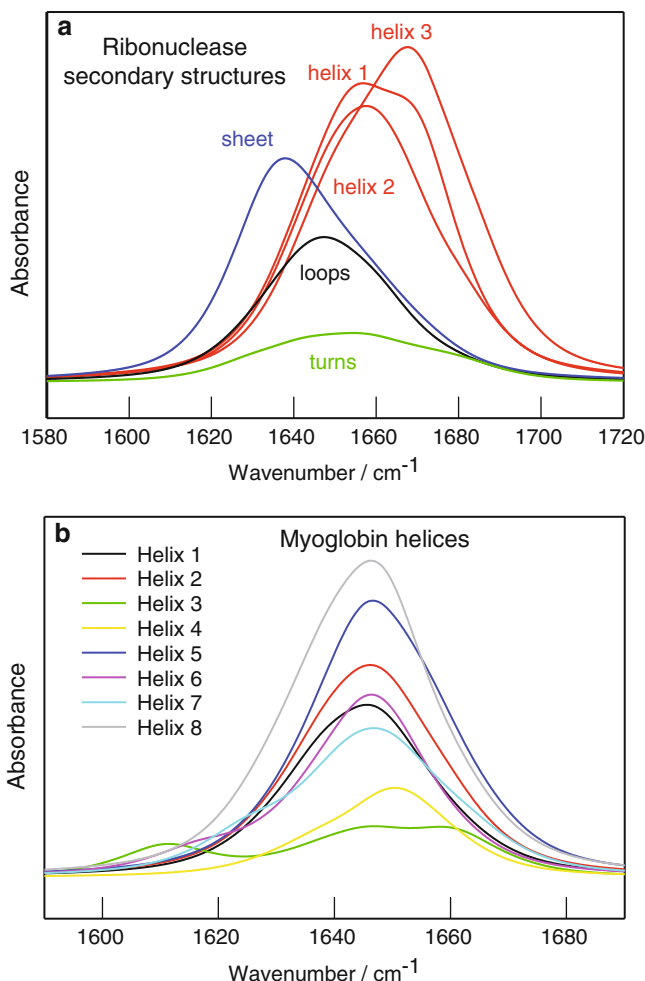 a
Ribonuclease
secondary structures
helix 3
helix 1
sheet
helix 2
loops
turns
Absorbance
1580 1600 1620 1640 1660 1680 1700 1720
Wavenumber / cm-1
b
Myoglobin helices
Helix 1
Helix 2
Helix 3
Helix 4
Helix 5
Helix 6
Helix 7
Helix 8
Absorbance
1600 1620 1640 1660 1680
Wavenumber / cm-1